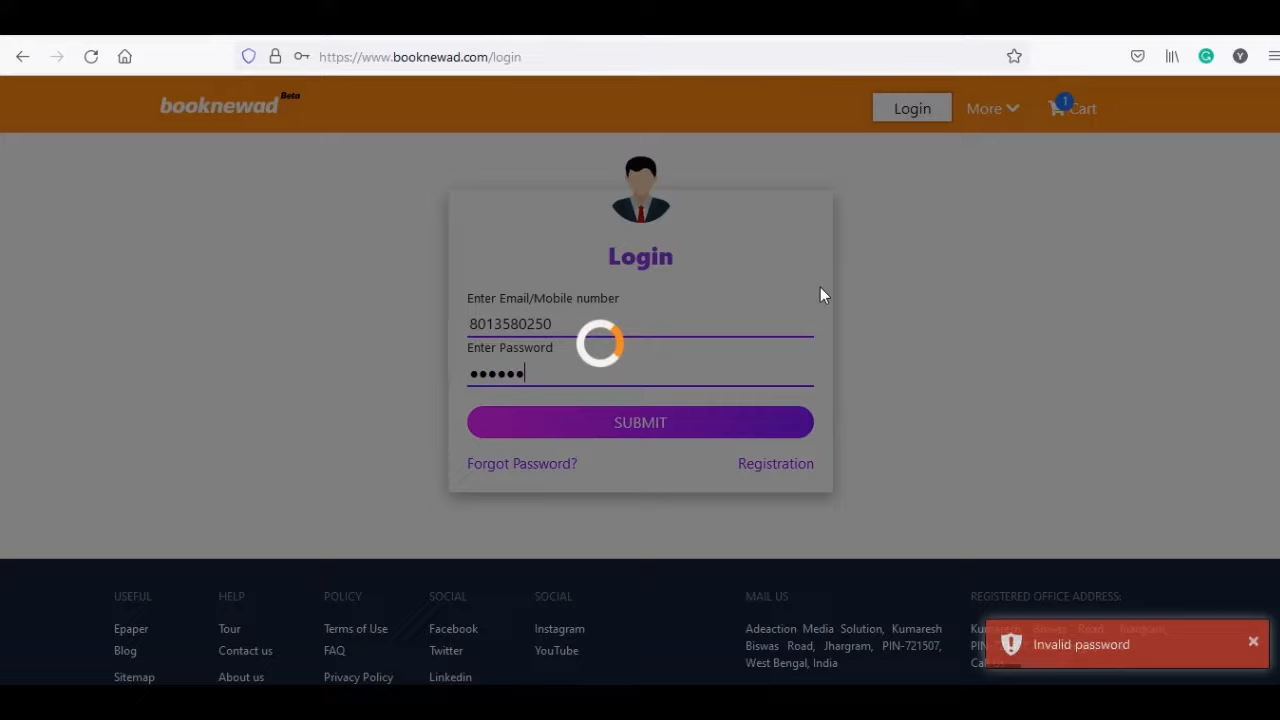 https://www.booknewad.com/login
Y
booknewad Beta
Login
More
1
Cart
Login
Enter Email/Mobile number
8013580250
Enter Password
••••••
SUBMIT
Forgot Password?
Registration
USEFUL
HELP
POLICY
SOCIAL
SOCIAL
MAIL US
REGISTERED OFFICE ADDRESS:
Epaper
Tour
Terms of Use
Facebook
Instagram
Adeaction Media Solution, Kumaresh
Blog
Contact us
FAQ
Twitter
YouTube
Biswas Road, Jhargram, PIN-721507,
West Bengal, India
Sitemap
About us
Privacy Policy
Linkedin
Invalid password